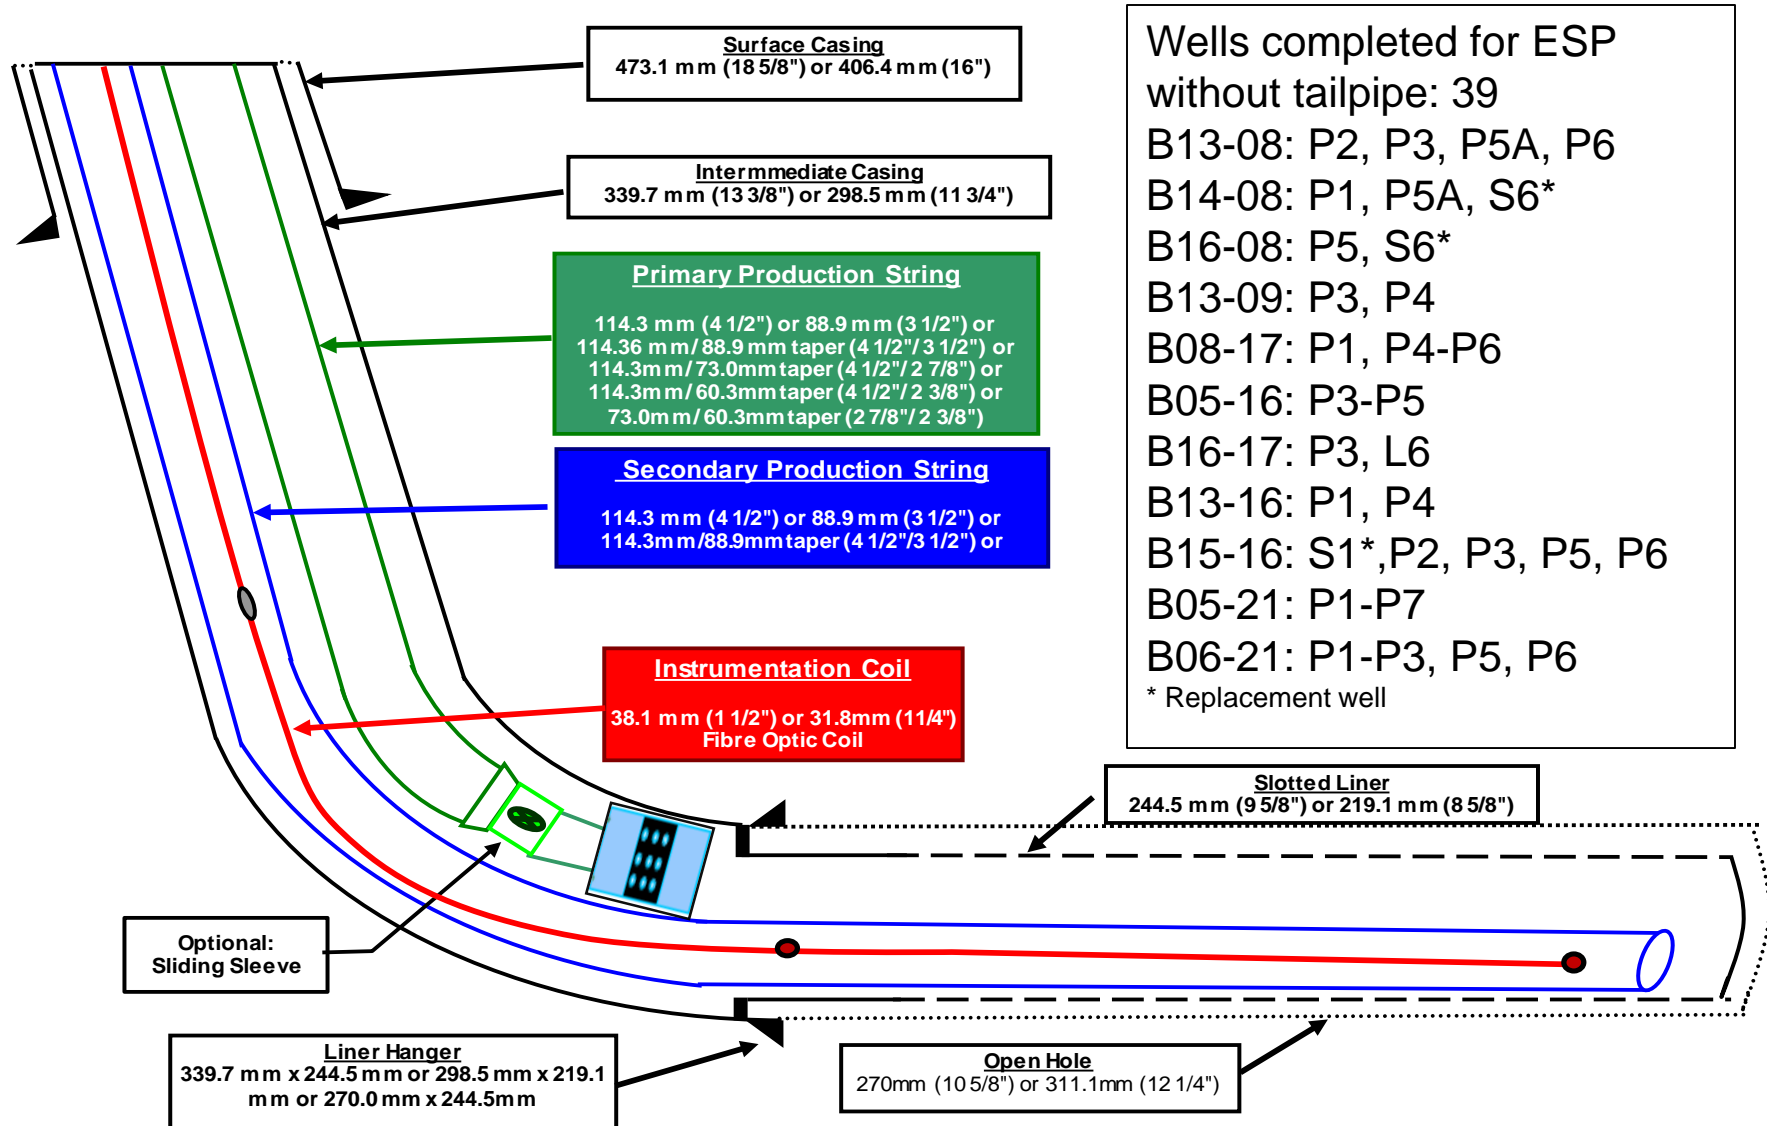 Surface Casing
473.1 mm (18 5/8") or 406.4 mm (16")
Intermmediate Casing
339.7 mm (13 3/8") or 298.5 mm (11 3/4")
Primary Production String
114.3 mm (4 1/2") or 88.9 mm (3 1/2") or
114.36 mm/ 88.9 mm taper (4 1/2"/ 3 1/2") or
114.3mm/ 73.0mm taper (4 1/2"/ 2 7/8") or
114.3mm/ 60.3mm taper (4 1/2"/ 2 3/8") or
73.0mm/ 60.3mm taper (2 7/8"/ 2 3/8")
Secondary Production String
114.3 mm (4 1/2") or 88.9 mm (3 1/2") or
114.3mm/88.9mm taper (4 1/2"/3 1/2") or
Instrumentation Coil
38.1 mm (1 1/2") or 31.8mm (11/4")
Fibre Optic Coil
Wells completed for ESP
without tailpipe: 39
B13-08: P2, P3, P5A, P6
B14-08: P1, P5A, S6*
B16-08: P5, S6*
B13-09: P3, P4
B08-17: P1, P4-P6
B05-16: P3-P5
B16-17: P3, L6
B13-16: P1, P4
B15-16: S1*,P2, P3, P5, P6
B05-21: P1-P7
B06-21: P1-P3, P5, P6
* Replacement well
Slotted Liner
244.5 mm (9 5/8") or 219.1 mm (8 5/8")
Optional:
Sliding Sleeve
Liner Hanger
339.7 mm x 244.5 mm or 298.5 mm x 219.1
mm or 270.0 mm x 244.5mm
Open Hole
270mm (10 5/8") or 311.1mm (12 1/4")